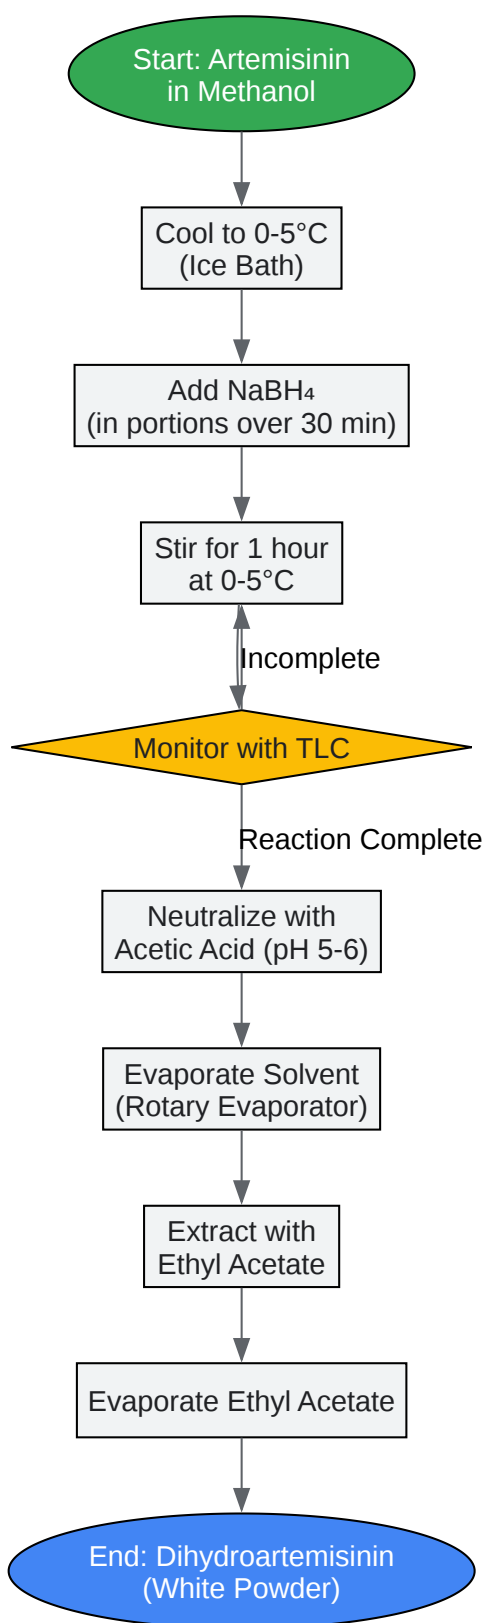 Start: Artemisinin
in Methanol
Cool to 0-5°C
(Ice Bath)
Add NaBH₄
(in portions over 30 min)
Stir for 1 hour
at 0-5°C
Incomplete
Monitor with TLC
Reaction Complete
Neutralize with
Acetic Acid (pH 5-6)
Evaporate Solvent
(Rotary Evaporator)
Extract with
Ethyl Acetate
Evaporate Ethyl Acetate
End: Dihydroartemisinin
(White Powder)